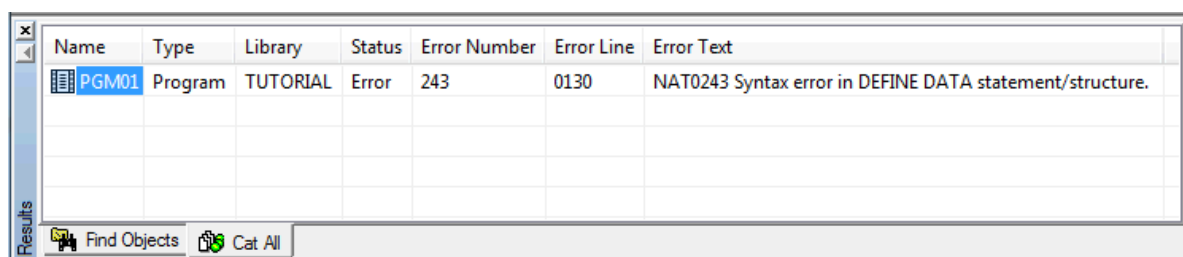 Name Type Library Status Error Number Error Line Error Text
PGM01 Program TUTORIAL Error 243 0130 NAT0243 Syntax error in DEFINE DATA statement/structure.
Results
Find Objects Cat All